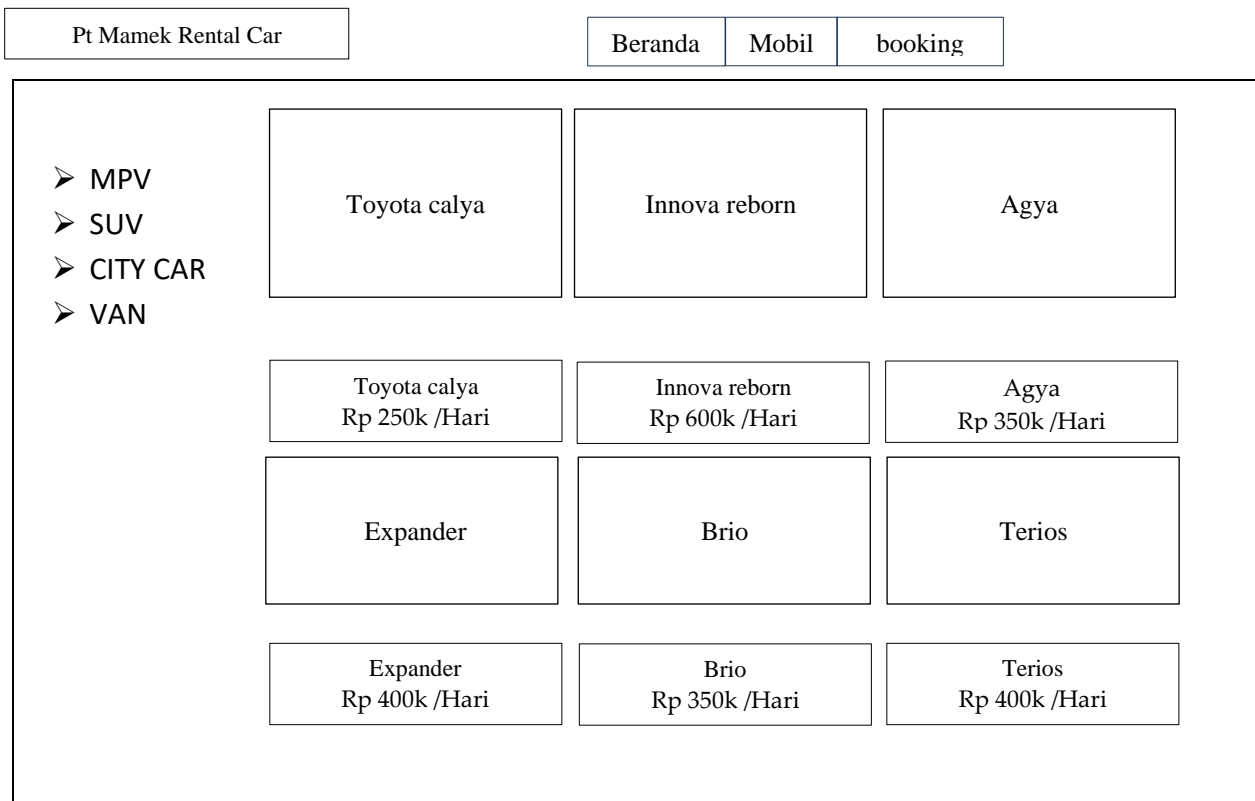 Pt Mamek Rental Car
Beranda Mobil booking
MPV
SUV
CITY CAR
VAN
Toyota calya
Innova reborn
Agya
Toyota calya
Rp 250k /Hari
Innova reborn
Rp 600k /Hari
Agya
Rp 350k /Hari
Expander
Brio
Terios
Expander
Rp 400k /Hari
Brio
Rp 350k /Hari
Terios
Rp 400k /Hari